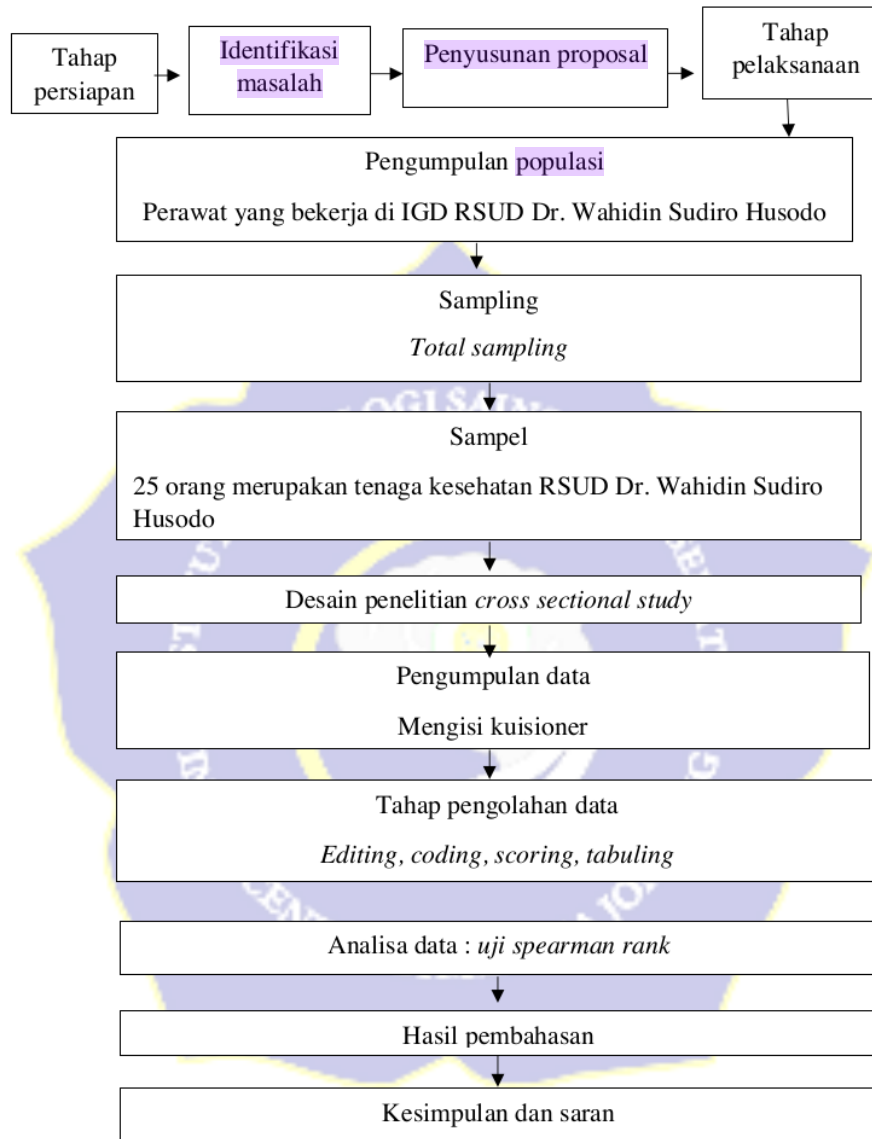 Tahap
persiapan
Identifikasi
masalah
Penyusunan proposal
Tahap
pelaksanaan
Pengumpulan populasi
Perawat yang bekerja di IGD RSUD Dr. Wahidin Sudiro Husodo
Sampling
Total sampling
Sampel
25 orang merupakan tenaga kesehatan RSUD Dr. Wahidin Sudiro
Husodo
Desain penelitian cross sectional study
Pengumpulan data
Mengisi kuisioner
Tahap pengolahan data
Editing, coding, scoring, tabuling
Analisa data : uji spearman rank
Hasil pembahasan
Kesimpulan dan saran